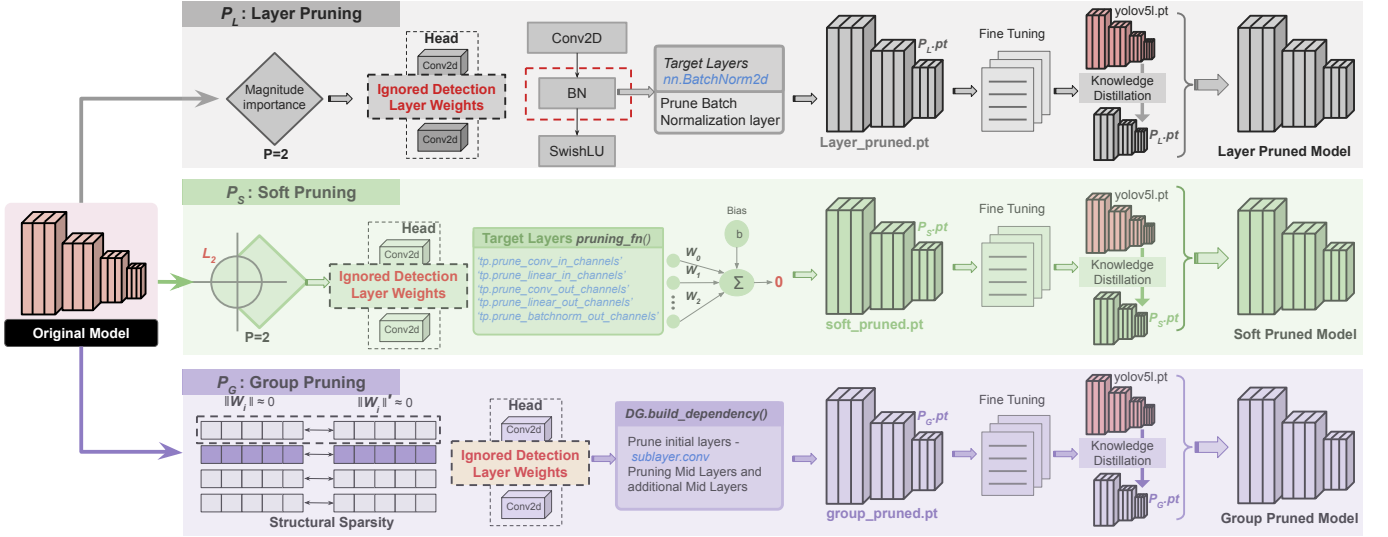 P_L : Layer Pruning
Magnitude
importance
P=2
Head
Conv2d
Ignored Detection
Layer Weights
Conv2d
Conv2D
BN
SwishLU
Target Layers
nn.BatchNorm2d
Prune Batch
Normalization layer
P_L.pt
Layer_pruned.pt
Fine Tuning
yolov5l.pt
Knowledge
Distillation
P_L.pt
Layer Pruned Model
Original Model
P_S : Soft Pruning
L_2
P=2
Head
Conv2d
Ignored Detection
Layer Weights
Conv2d
Target Layers pruning_fn()
'tp.prune_conv_in_channels'
'tp.prune_linear_in_channels'
'tp.prune_conv_out_channels'
'tp.prune_linear_out_channels'
'tp.prune_batchnorm_out_channels'
Bias
b
W_0
W_1
W_2
Σ
0
P_S.pt
soft_pruned.pt
Fine Tuning
yolov5l.pt
Knowledge
Distillation
P_S.pt
Soft Pruned Model
P_G : Group Pruning
||W_i|| ≈ 0
||W_i||' ≈ 0
Structural Sparsity
Head
Conv2d
Ignored Detection
Layer Weights
Conv2d
DG.build_dependency()
Prune initial layers -
sublayer.conv
Pruning Mid Layers and
additional Mid Layers
P_G.pt
group_pruned.pt
Fine Tuning
yolov5l.pt
Knowledge
Distillation
P_G.pt
Group Pruned Model